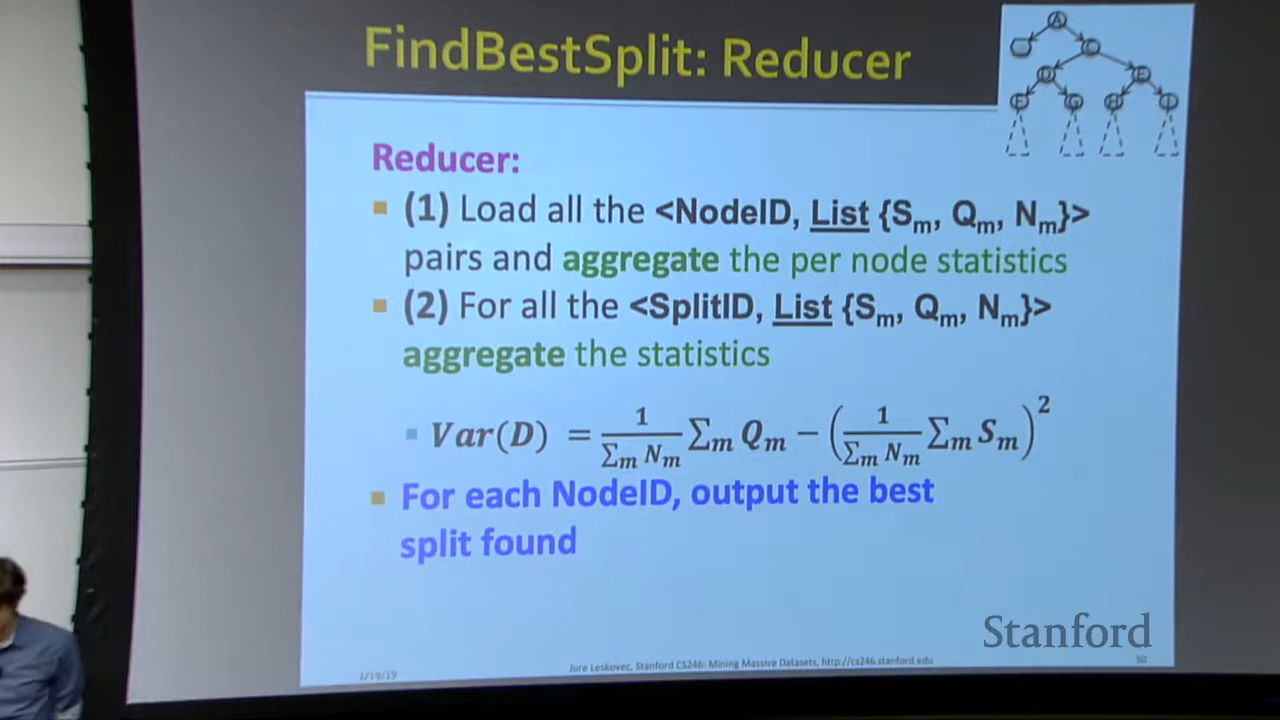 FindBestSplit: Reducer
A
C
D
E
F
G
H
I
Reducer:
(1) Load all the <NodeID, List {Sₘ, Qₘ, Nₘ}>
pairs and aggregate the per node statistics
(2) For all the <SplitID, List {Sₘ, Qₘ, Nₘ}>
aggregate the statistics
Var(D) = 1/(∑ₘ Nₘ) ∑ₘ Qₘ − (1/(∑ₘ Nₘ) ∑ₘ Sₘ)²
For each NodeID, output the best
split found
Stanford
Jure Leskovec, Stanford CS246: Mining Massive Datasets, http://cs246.stanford.edu
50